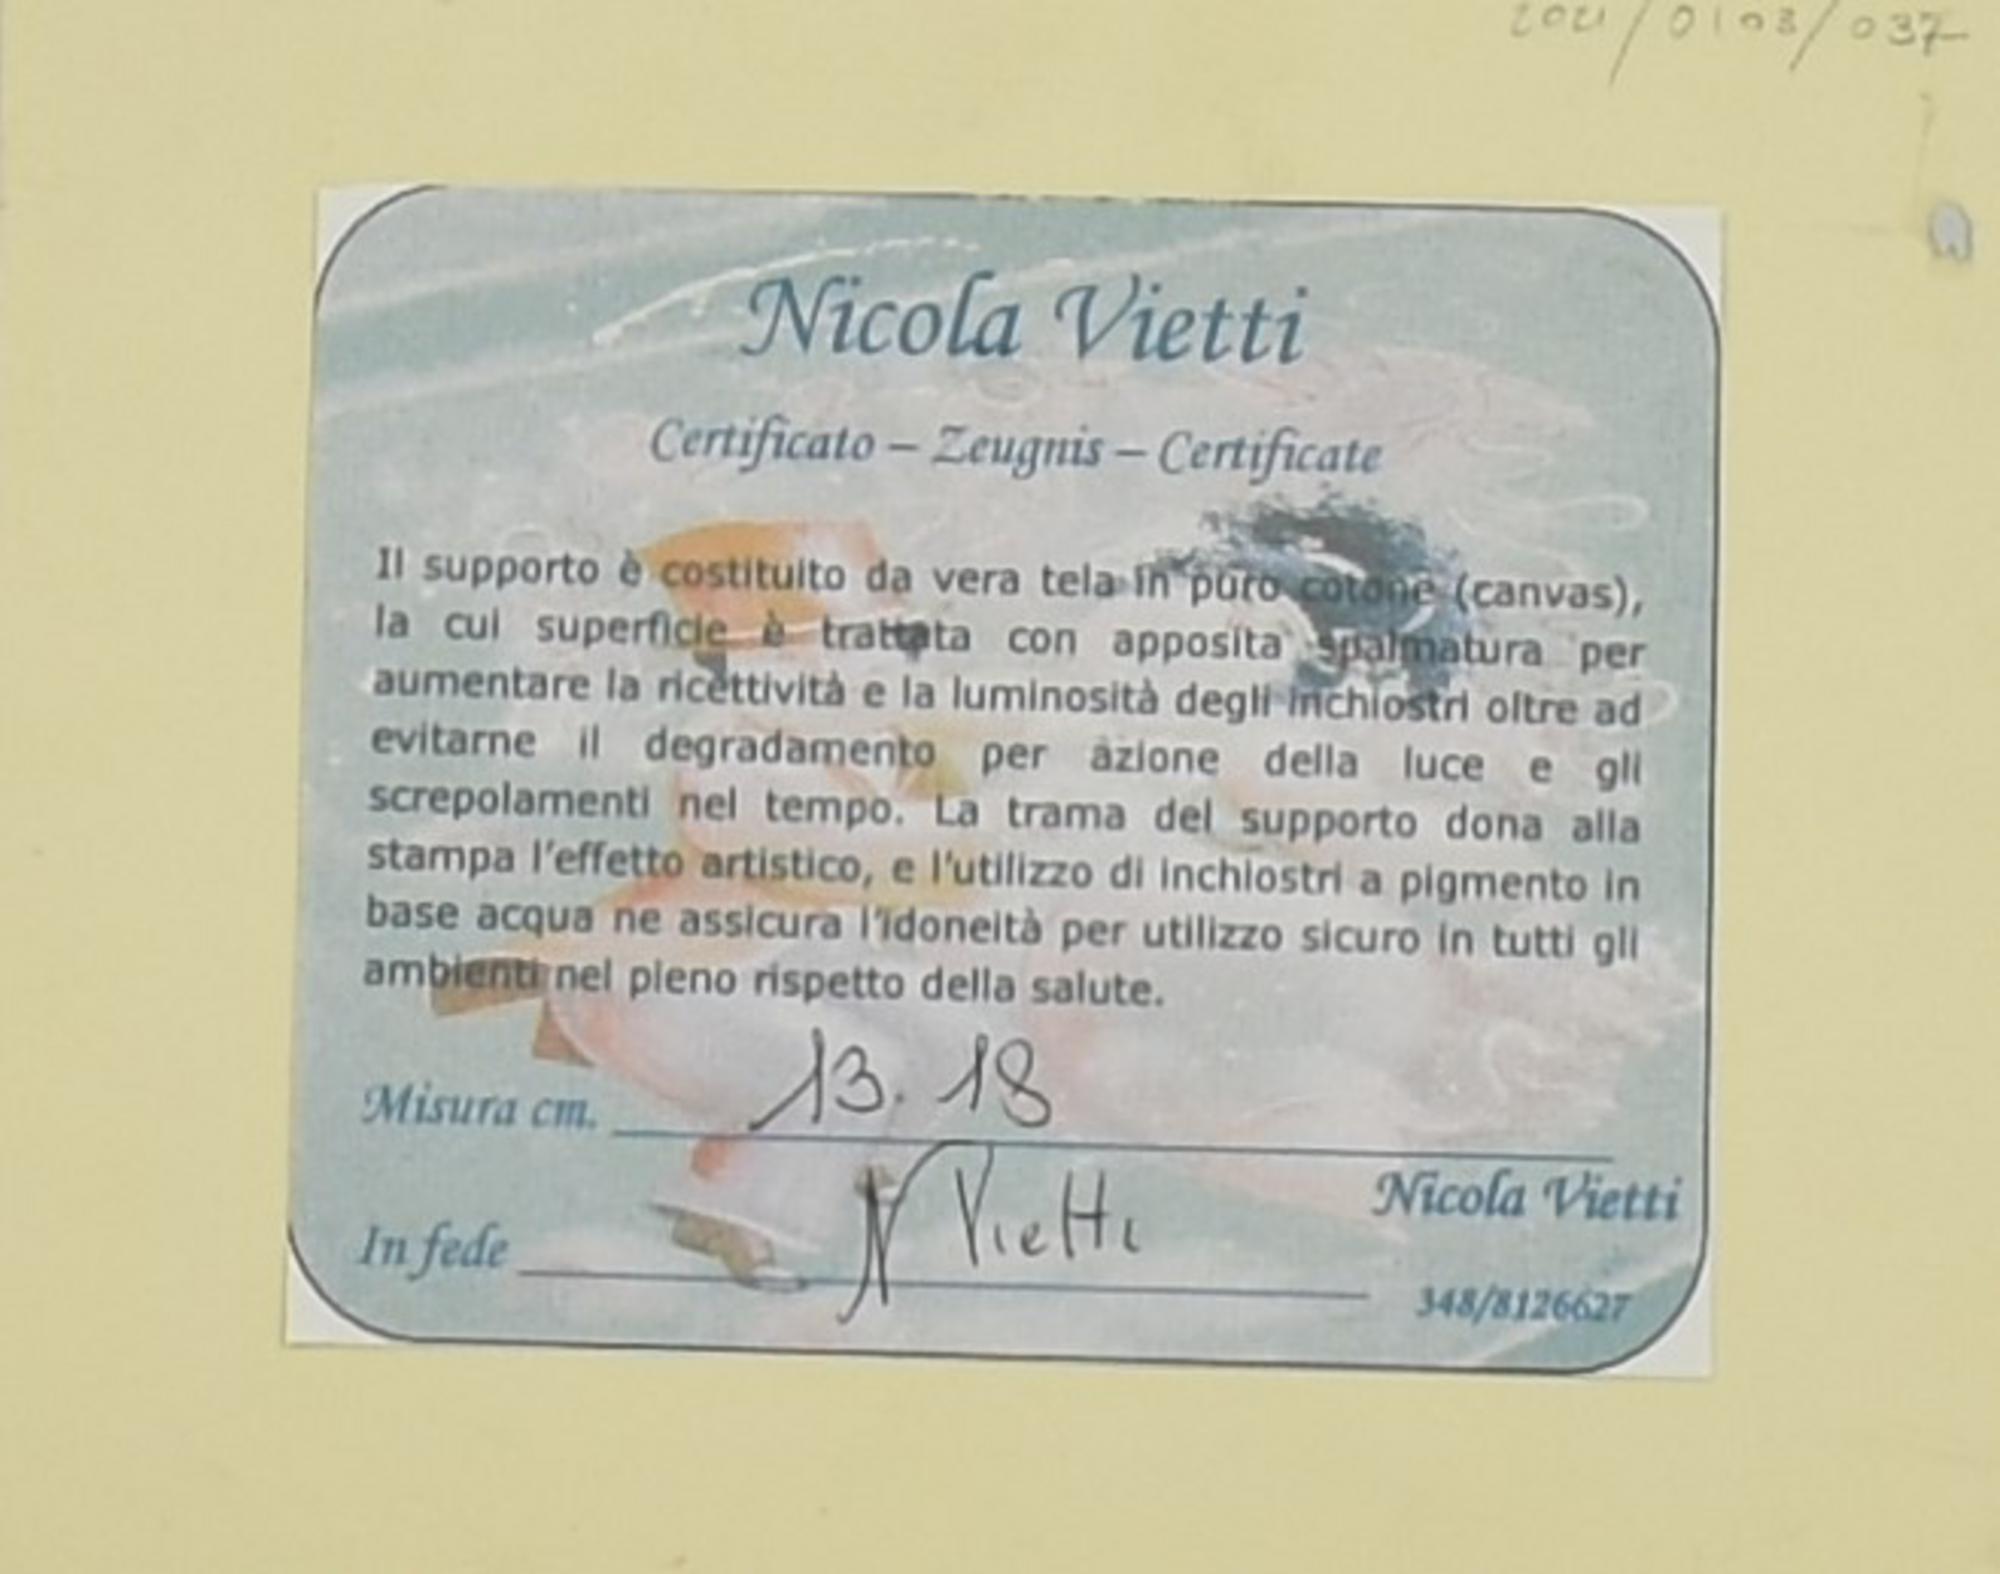 2021/0103/037
Nicola Vietti
Certificato – Zeugnis – Certificate
Il supporto è costituito da vera tela in puro cotone (canvas),
la cui superficie è trattata con apposita spalmatura per
aumentare la ricettività e la luminosità degli inchiostri oltre ad
evitarne il degradamento per azione della luce e gli
screpolamenti nel tempo. La trama del supporto dona alla
stampa l'effetto artistico, e l'utilizzo di inchiostri a pigmento in
base acqua ne assicura l'idoneità per utilizzo sicuro in tutti gli
ambienti nel pieno rispetto della salute.
Misura cm. 13. 18
Nicola Vietti
In fede N Vietti
348/8126627